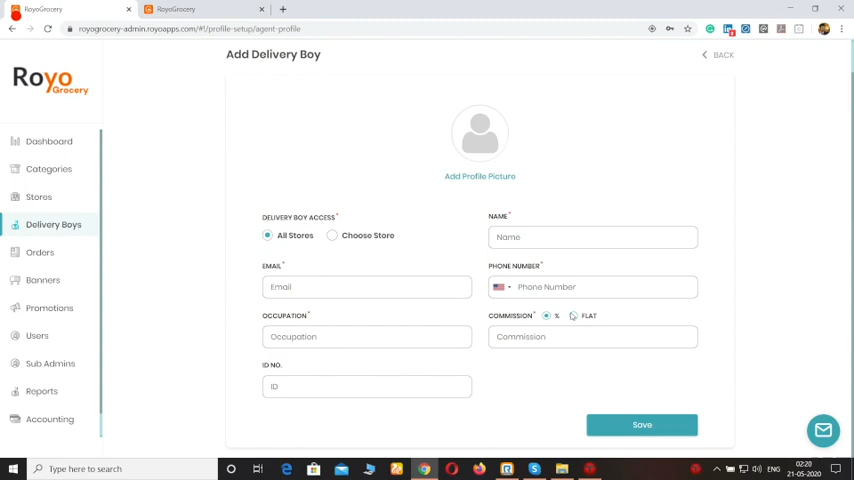 RoyoGrocery
RoyoGrocery
royogrocery-admin.royoapps.com/#!/profile-setup/agent-profile
Royo
Grocery
Add Delivery Boy
BACK
Add Profile Picture
Dashboard
Categories
Stores
Delivery Boys
Orders
Banners
Promotions
Users
Sub Admins
Reports
Accounting
DELIVERY BOY ACCESS*
All Stores
Choose Store
NAME*
Name
EMAIL*
Email
PHONE NUMBER*
Phone Number
OCCUPATION*
Occupation
COMMISSION*
%
FLAT
Commission
ID NO.
ID
Save
Type here to search
ENG
02:20
21-05-2020